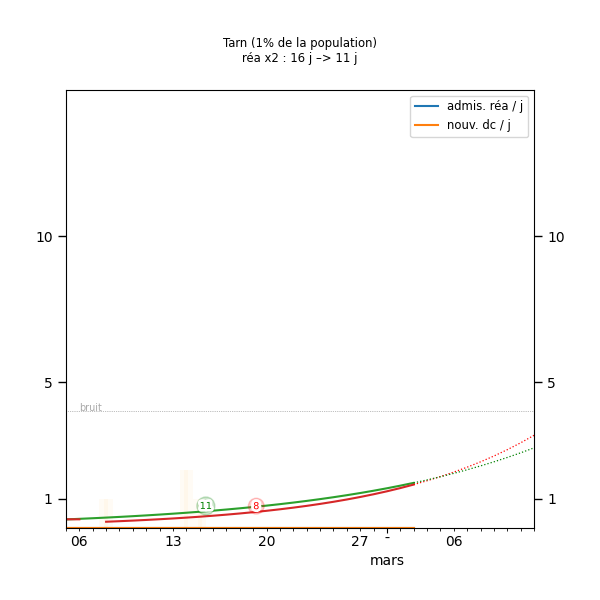 Tarn (1% de la population)
réa x2 : 16 j –> 11 j
admis. réa / j
nouv. dc / j
10
10
5
5
bruit
11
8
1
1
06
13
20
27
-
06
mars